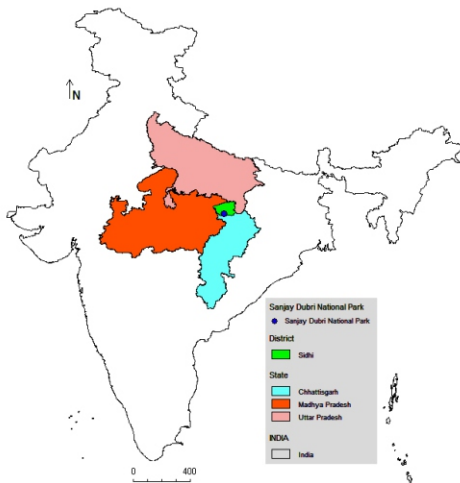 N
Sanjay Dubri National Park
Sanjay Dubri National Park
District
Sidhi
State
Chhattisgarh
Madhya Pradesh
Uttar Pradesh
INDIA
India
0 400